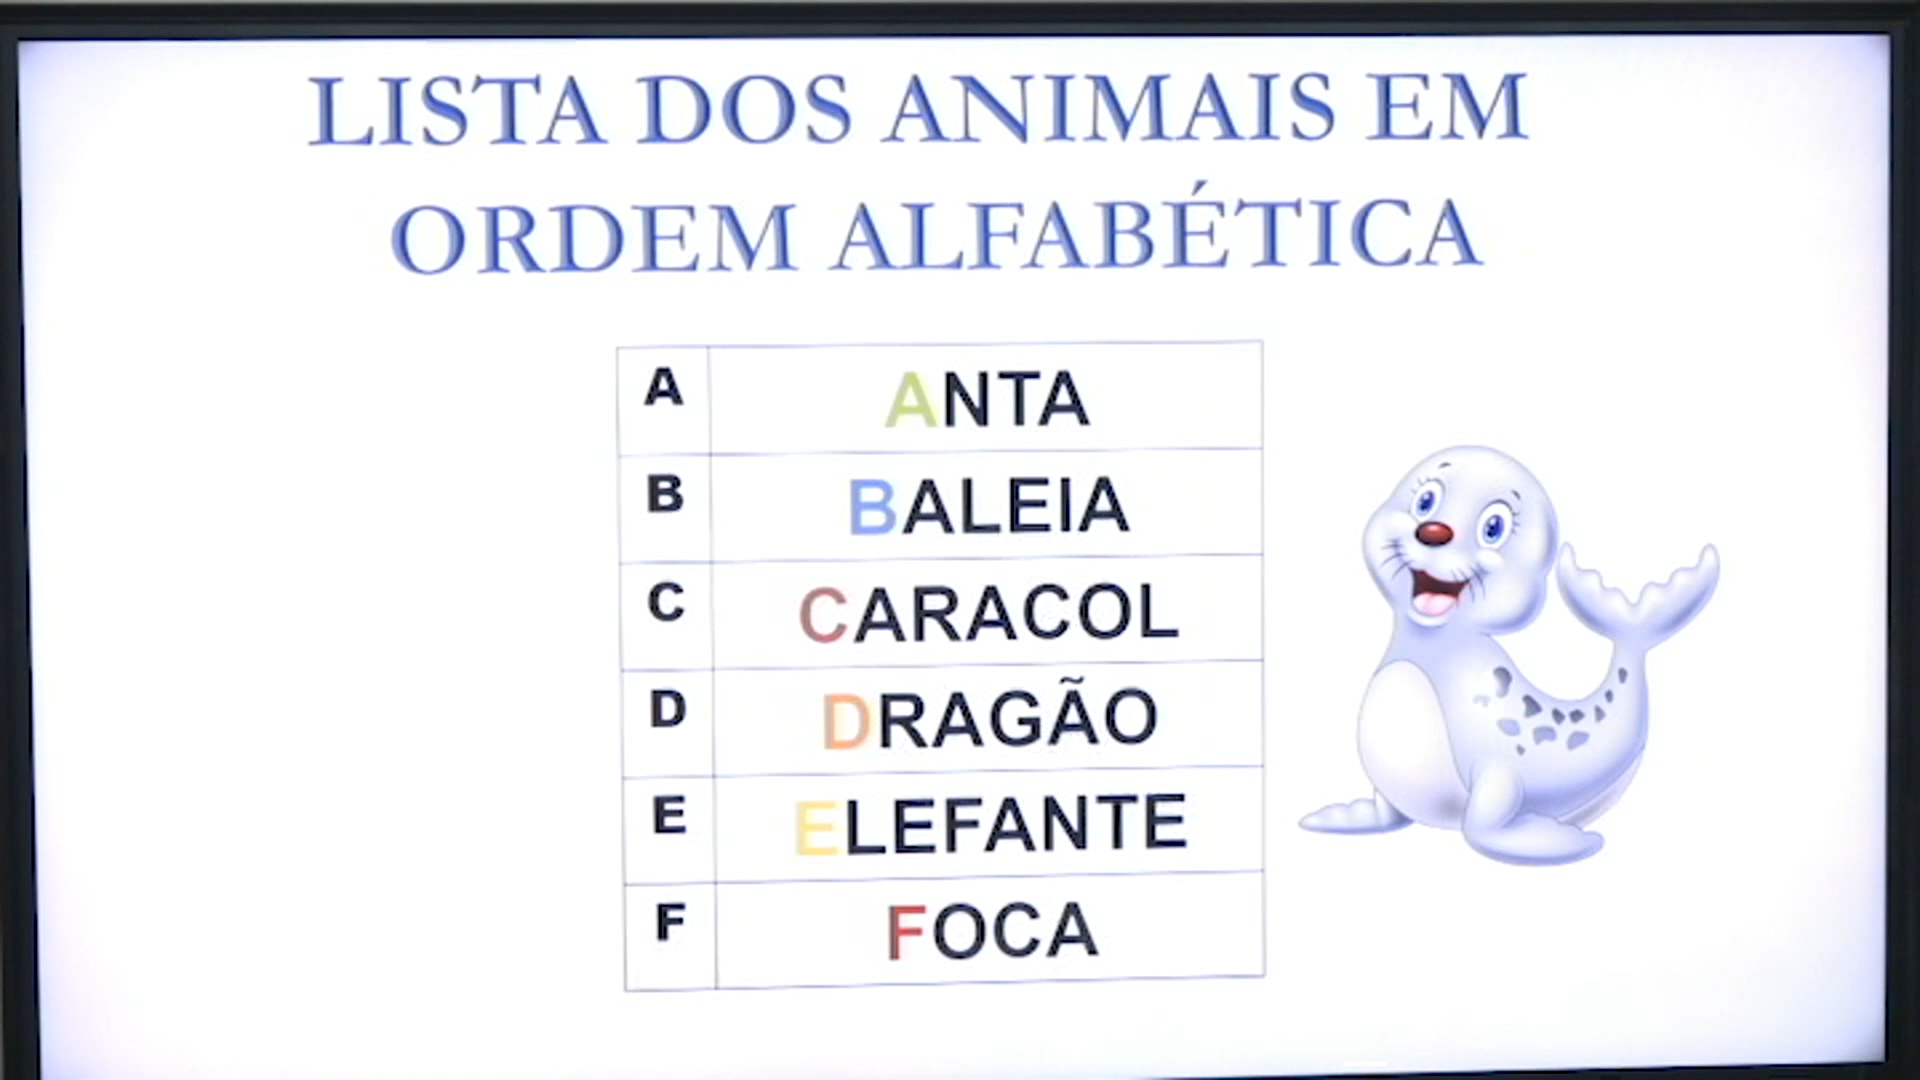 LISTA DOS ANIMAIS EM
ORDEM ALFABÉTICA
A ANTA
B BALEIA
C CARACOL
D DRAGÃO
E ELEFANTE
F FOCA